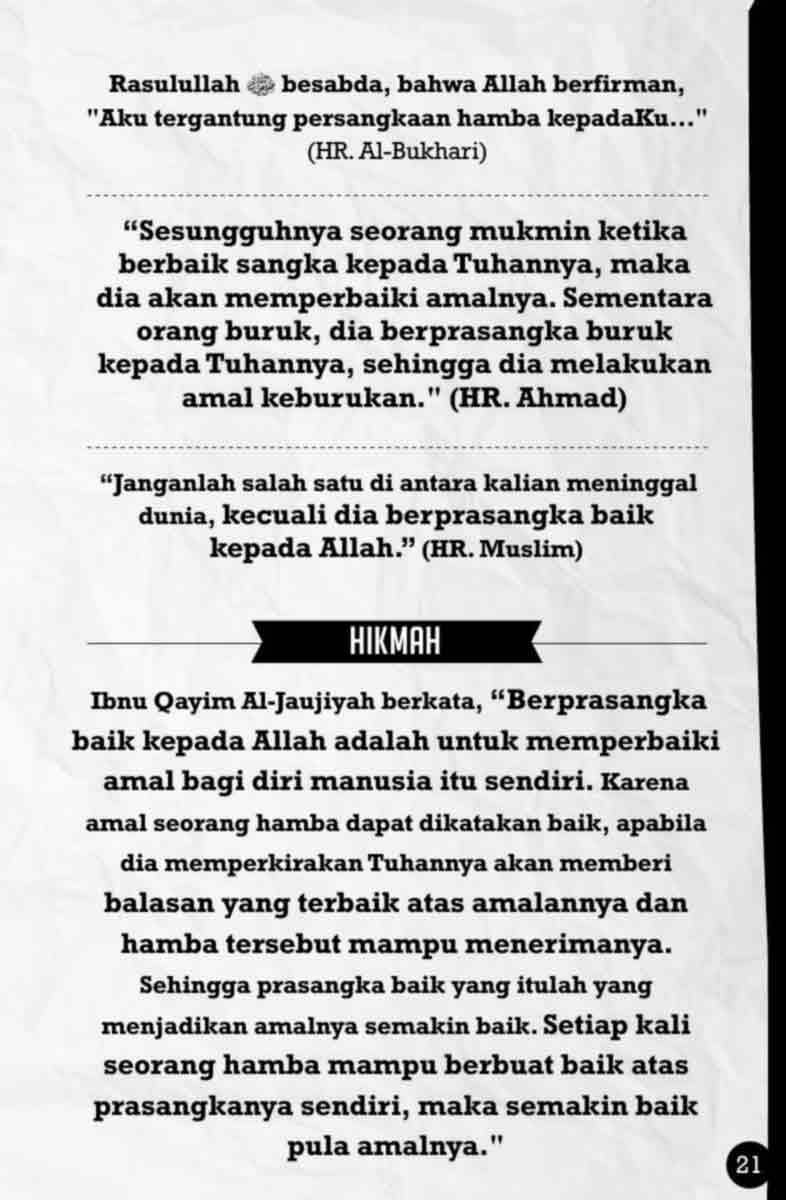 Rasulullah ﷺ besabda, bahwa Allah berfirman,
"Aku tergantung persangkaan hamba kepadaKu..."
(HR. Al-Bukhari)
“Sesungguhnya seorang mukmin ketika
berbaik sangka kepada Tuhannya, maka
dia akan memperbaiki amalnya. Sementara
orang buruk, dia berprasangka buruk
kepada Tuhannya, sehingga dia melakukan
amal keburukan." (HR. Ahmad)
“Janganlah salah satu di antara kalian meninggal
dunia, kecuali dia berprasangka baik
kepada Allah.” (HR. Muslim)
HIKMAH
Ibnu Qayim Al-Jaujiyah berkata, “Berprasangka
baik kepada Allah adalah untuk memperbaiki
amal bagi diri manusia itu sendiri. Karena
amal seorang hamba dapat dikatakan baik, apabila
dia memperkirakan Tuhannya akan memberi
balasan yang terbaik atas amalannya dan
hamba tersebut mampu menerimanya.
Sehingga prasangka baik yang itulah yang
menjadikan amalnya semakin baik. Setiap kali
seorang hamba mampu berbuat baik atas
prasangkanya sendiri, maka semakin baik
pula amalnya."
21